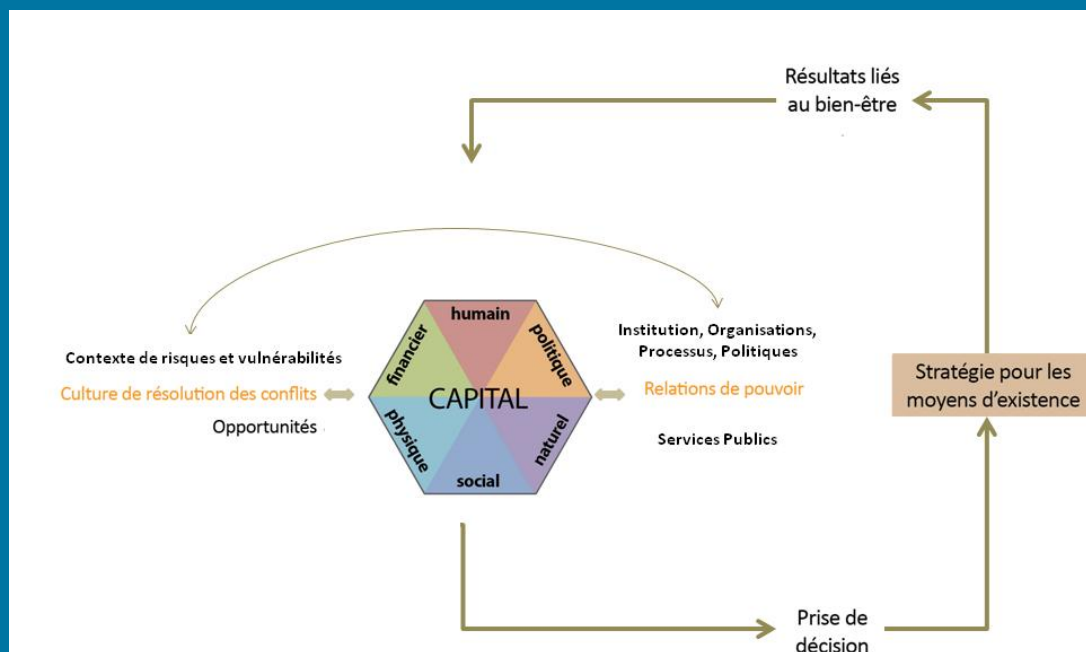 Résultats liés
au bien-être
Contexte de risques et vulnérabilités
Culture de résolution des conflits
Opportunités
humain
financier
politique
CAPITAL
physique
naturel
social
Institution, Organisations,
Processus, Politiques
Relations de pouvoir
Services Publics
Stratégie pour les
moyens d'existence
Prise de
décision